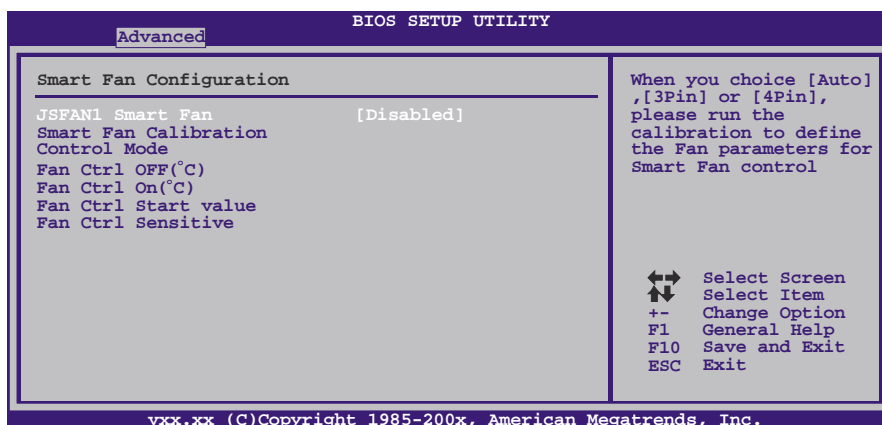 BIOS SETUP UTILITY
Advanced
Smart Fan Configuration
JSFAN1 Smart Fan [Disabled]
Smart Fan Calibration
Control Mode
Fan Ctrl OFF(°C)
Fan Ctrl On(°C)
Fan Ctrl Start value
Fan Ctrl Sensitive
When you choice [Auto]
,[3Pin] or [4Pin],
please run the
calibration to define
the Fan parameters for
Smart Fan control
Select Screen
Select Item
+- Change Option
F1 General Help
F10 Save and Exit
ESC Exit
vxx.xx (C)Copyright 1985-200x, American Megatrends, Inc.